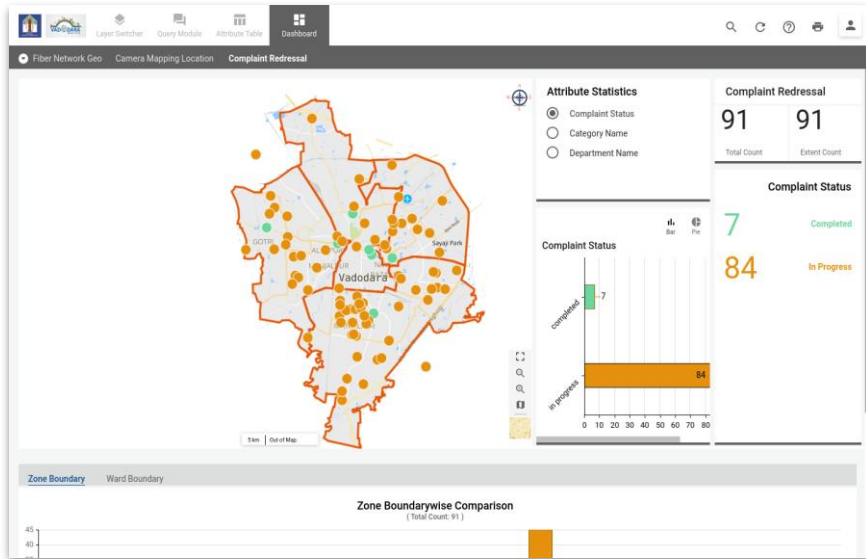 VADODARA
Layer Switcher
Query Module
Attribute Table
Dashboard
Fiber Network Geo
Camera Mapping Location
Complaint Redressal
GOTRI
Vadodara
Sayaji Park
5 km
Out of Map.
Attribute Statistics
Complaint Status
Category Name
Department Name
Complaint Redressal
91
91
Total Count
Extent Count
Complaint Status
7
Completed
84
In Progress
Bar
Pie
Complaint Status
completed
7
in progress
84
0 10 20 30 40 50 60 70 80
Zone Boundary
Ward Boundary
Zone Boundarywise Comparison
( Total Count: 91 )
45
40